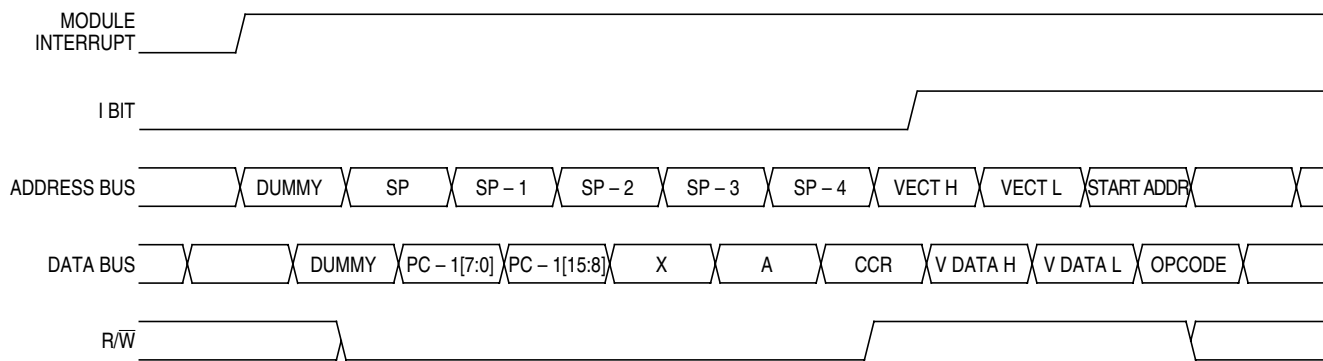 MODULE
INTERRUPT
I BIT
ADDRESS BUS DUMMY SP SP – 1 SP – 2 SP – 3 SP – 4 VECT H VECT L START ADDR
DATA BUS DUMMY PC – 1[7:0] PC – 1[15:8] X A CCR V DATA H V DATA L OPCODE
R/W̅